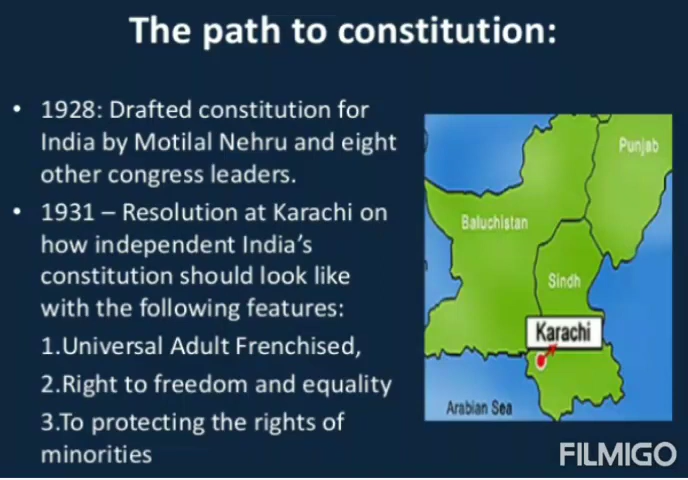 The path to constitution:
• 1928: Drafted constitution for
India by Motilal Nehru and eight
other congress leaders.
• 1931 – Resolution at Karachi on
how independent India's
constitution should look like
with the following features:
1.Universal Adult Frenchised,
2.Right to freedom and equality
3.To protecting the rights of
minorities
Punjab
Baluchistan
Sindh
Karachi
Arabian Sea
FILMIGO